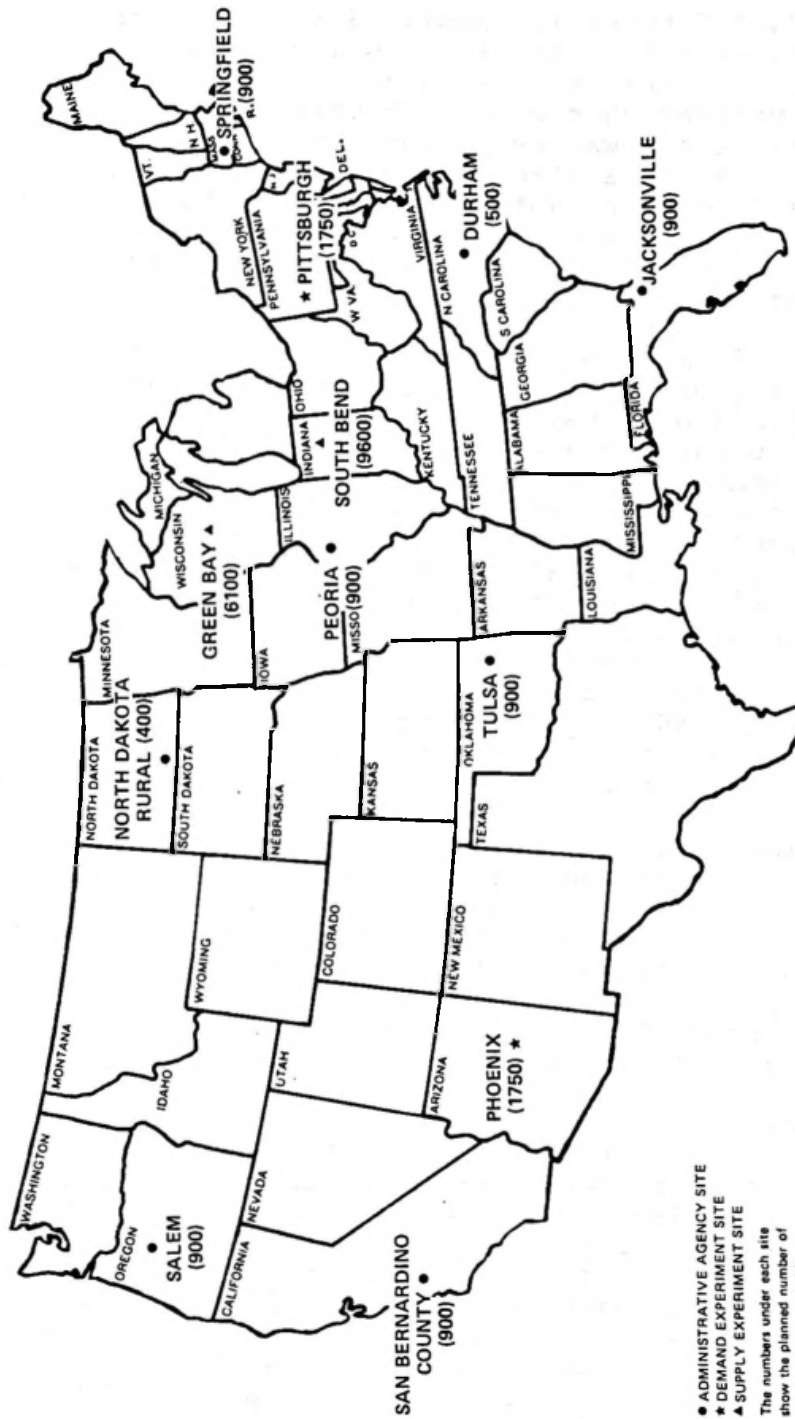 WASHINGTON
MONTANA
NORTH DAKOTA
MINNESOTA
MAINE
OREGON
SALEM
(900)
IDAHO
NORTH DAKOTA
RURAL (400)
SOUTH DAKOTA
WISCONSIN
MICHIGAN
GREEN BAY
(6100)
VT.
N H
MASS
CONN
R.
SPRINGFIELD
(900)
NEW YORK
PENNSYLVANIA
N J
PITTSBURGH
(1750)
DEL.
D C
WYOMING
NEBRASKA
IOWA
ILLINOIS
INDIANA
OHIO
SOUTH BEND
(9600)
PEORIA
(900)
W VA
VIRGINIA
CALIFORNIA
NEVADA
UTAH
COLORADO
KANSAS
MISSO
KENTUCKY
N CAROLINA
DURHAM
(500)
SAN BERNARDINO
COUNTY
(900)
ARIZONA
PHOENIX
(1750)
NEW MEXICO
TEXAS
OKLAHOMA
TULSA
(900)
ARKANSAS
TENNESSEE
S CAROLINA
LOUISIANA
MISSISSIPPI
ALABAMA
GEORGIA
FLORIDA
JACKSONVILLE
(900)
● ADMINISTRATIVE AGENCY SITE
★ DEMAND EXPERIMENT SITE
▲ SUPPLY EXPERIMENT SITE
The numbers under each site
show the planned number of